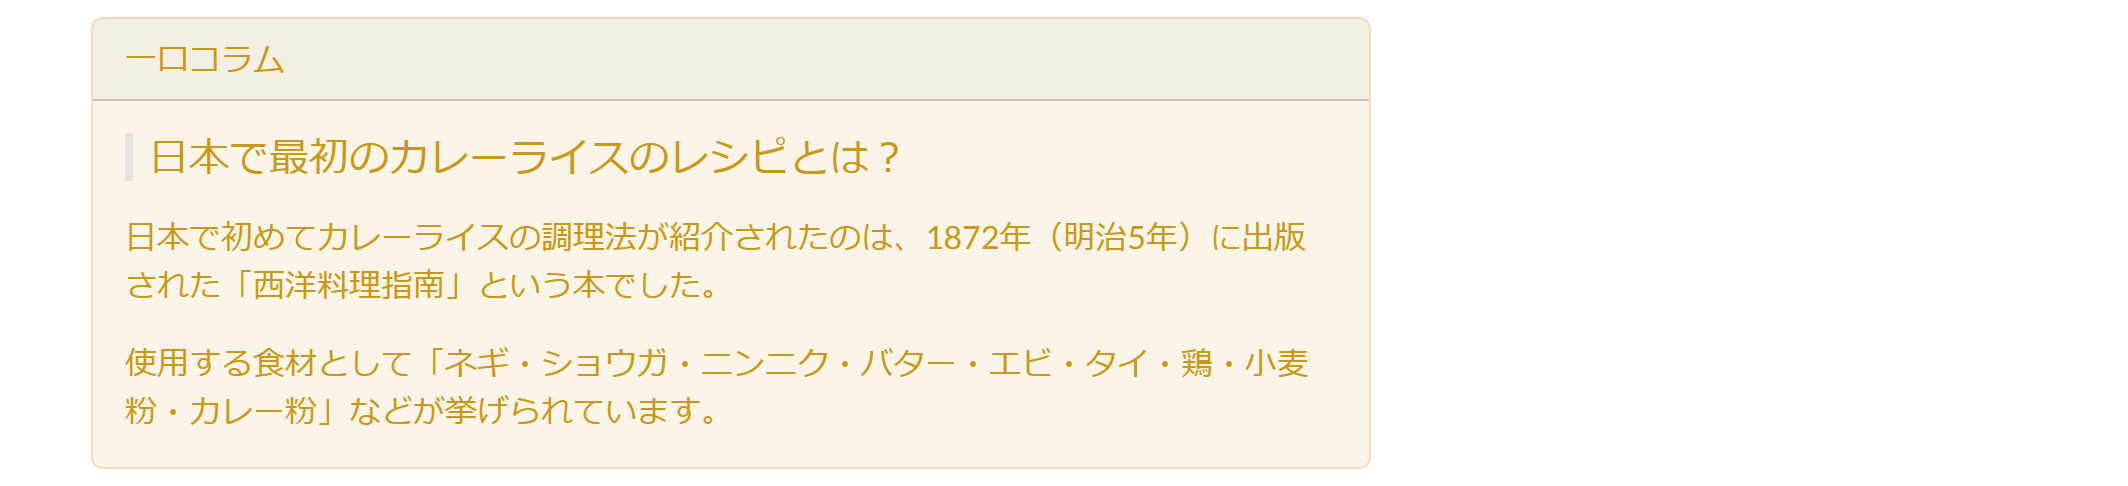 一口コラム
日本で最初のカレーライスのレシピとは？
日本で初めてカレーライスの調理法が紹介されたのは、1872年（明治5年）に出版
された「西洋料理指南」という本でした。
使用する食材として「ネギ・ショウガ・ニンニク・バター・エビ・タイ・鶏・小麦
粉・カレー粉」などが挙げられています。